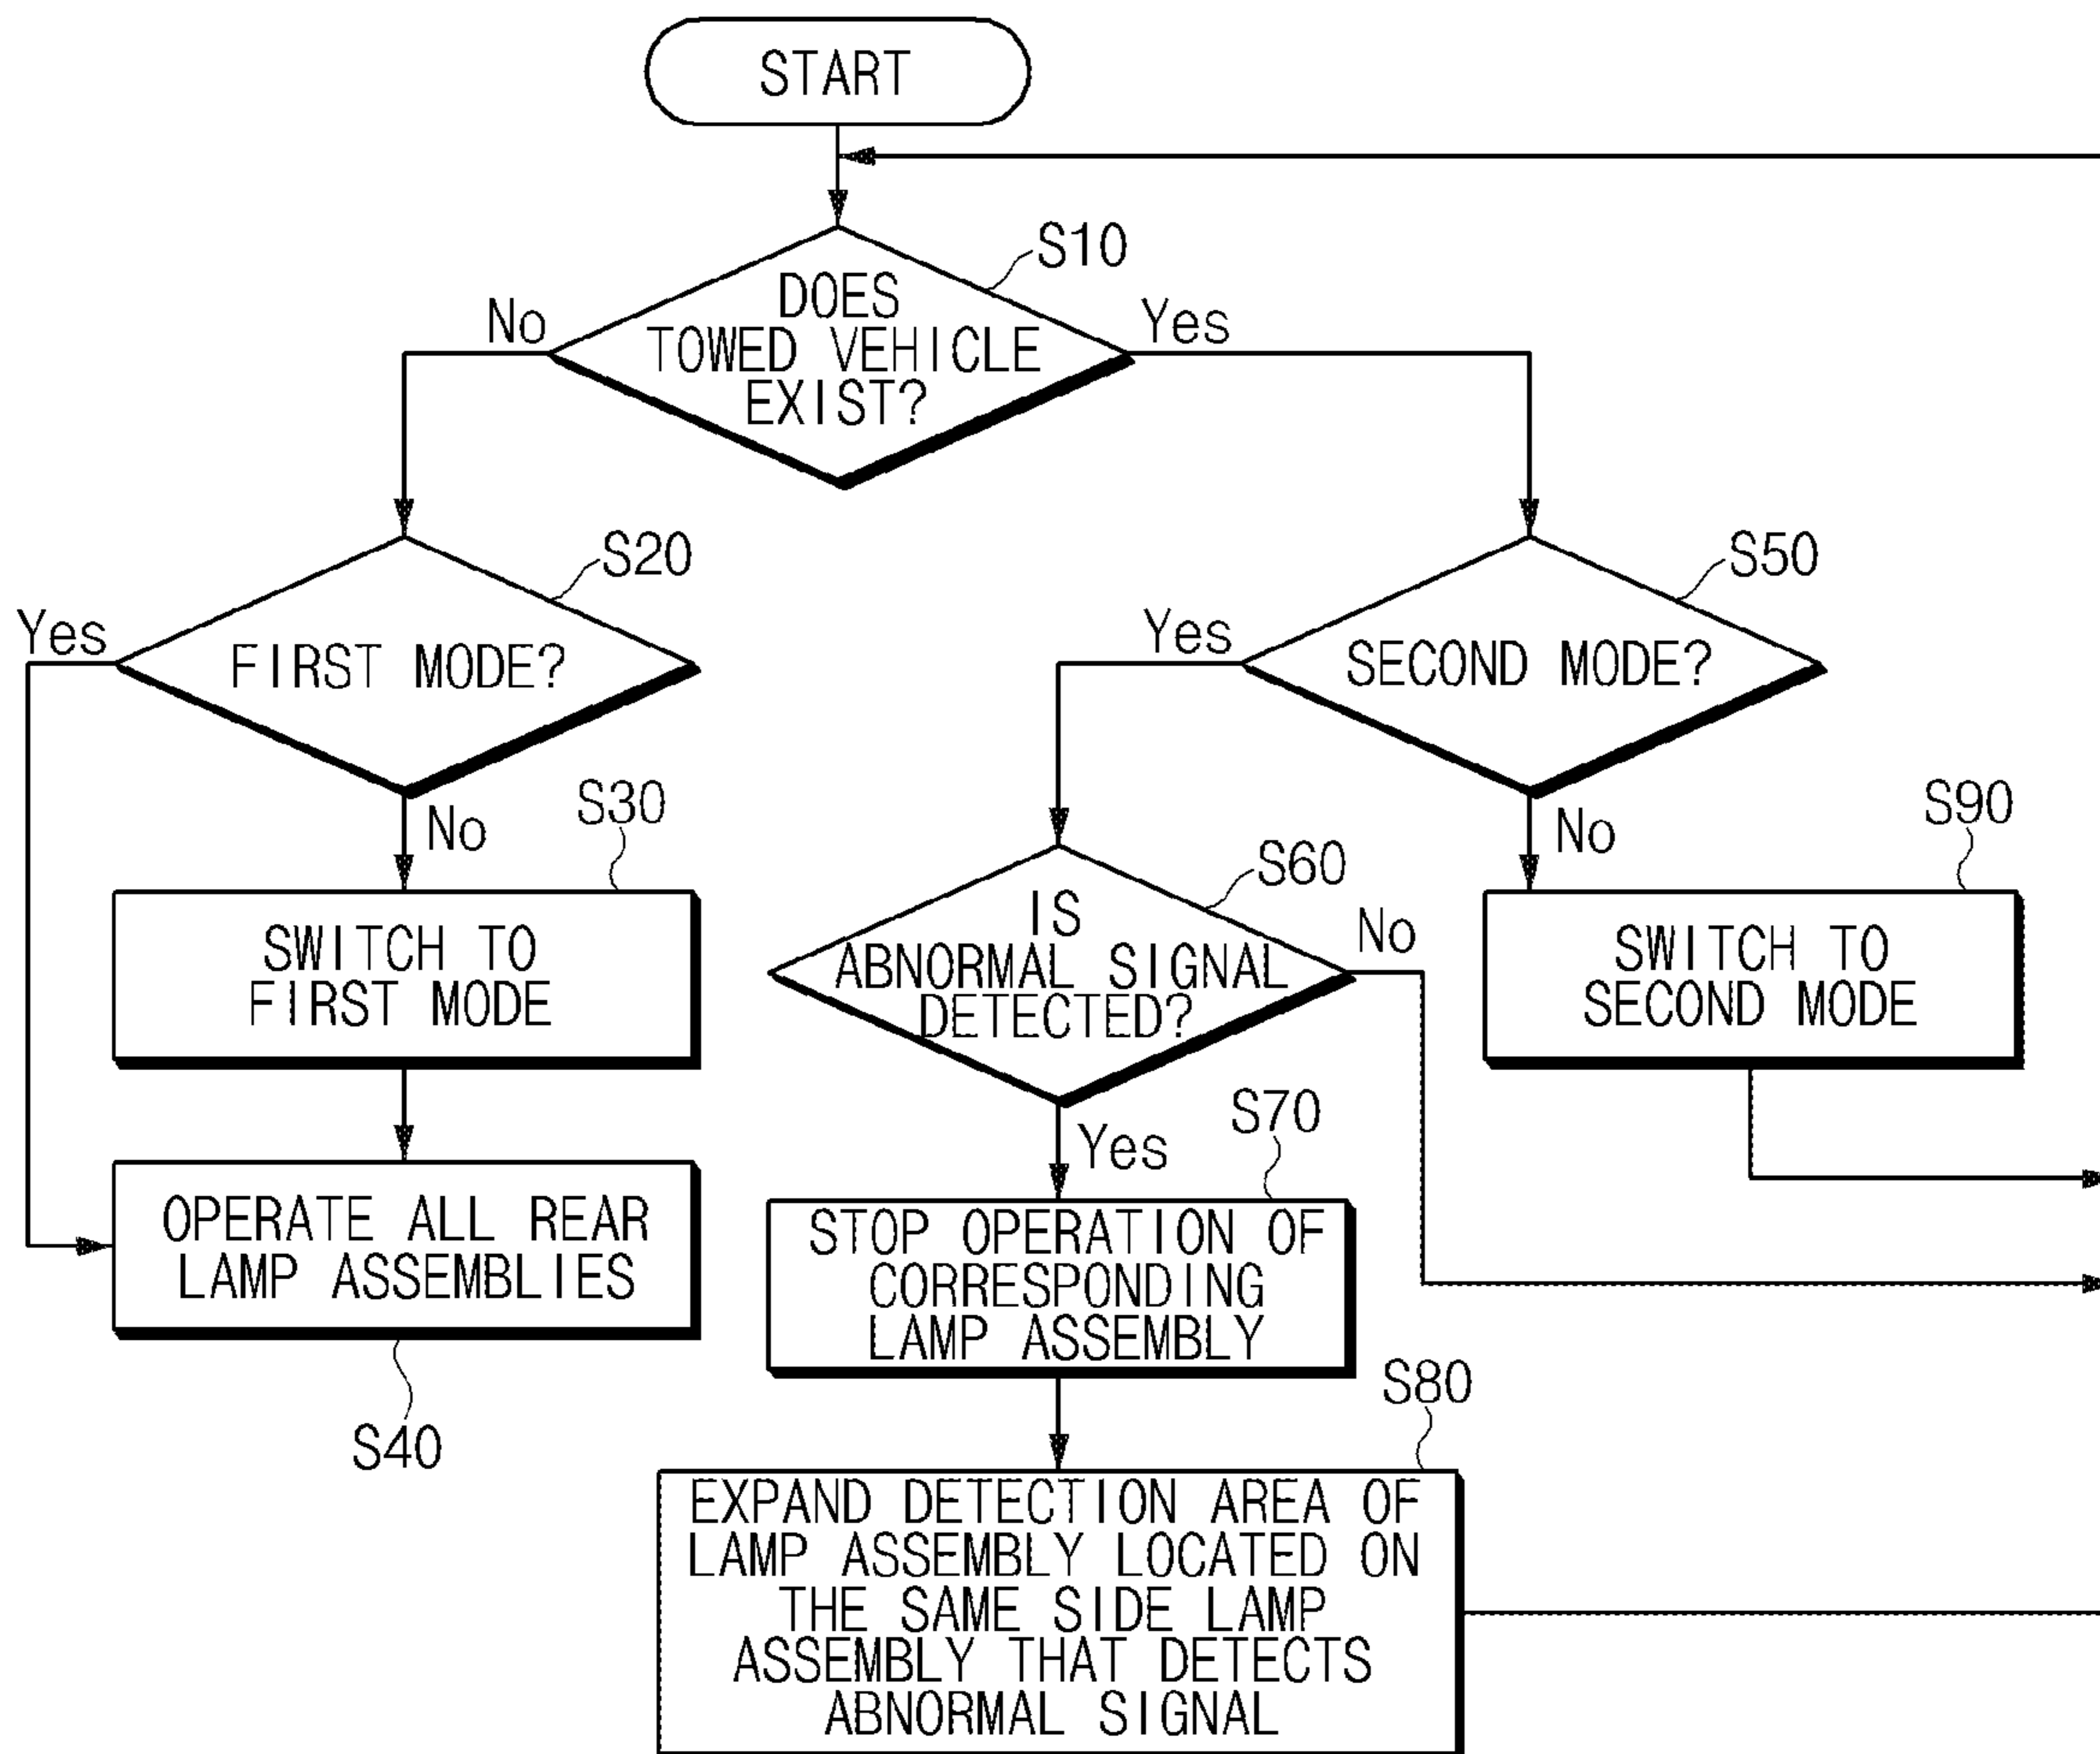 START
S10
DOES
TOWED VEHICLE
EXIST?
No
Yes
S20
FIRST MODE?
Yes
No
S50
SECOND MODE?
Yes
No
S30
SWITCH TO
FIRST MODE
S60
IS
ABNORMAL SIGNAL
DETECTED?
No
Yes
S90
SWITCH TO
SECOND MODE
OPERATE ALL REAR
LAMP ASSEMBLIES
S40
S70
STOP OPERATION OF
CORRESPONDING
LAMP ASSEMBLY
S80
EXPAND DETECTION AREA OF
LAMP ASSEMBLY LOCATED ON
THE SAME SIDE LAMP
ASSEMBLY THAT DETECTS
ABNORMAL SIGNAL